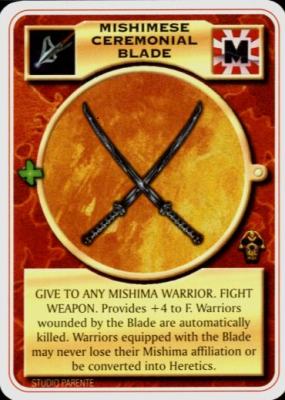 MISHIMESE
CEREMONIAL
BLADE
M
GIVE TO ANY MISHIMA WARRIOR. FIGHT
WEAPON. Provides +4 to F. Warriors
wounded by the Blade are automatically
killed. Warriors equipped with the Blade
may never lose their Mishima affiliation or
be converted into Heretics.
STUDIO PARENTE